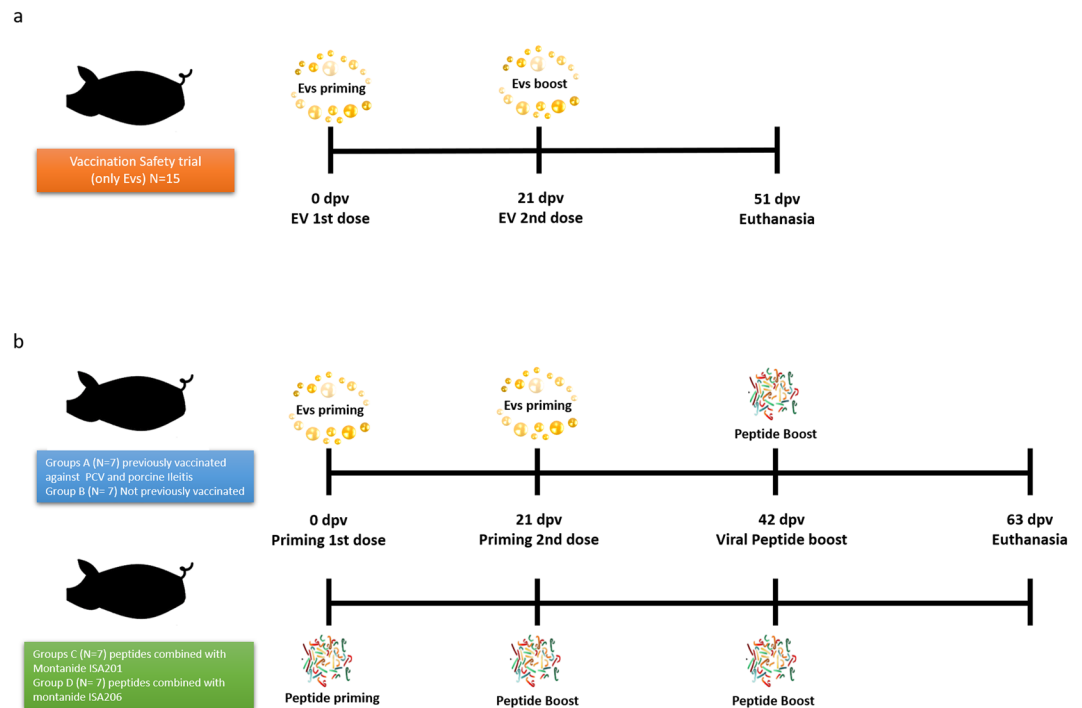 a
Evs priming
Evs boost
Vaccination Safety trial
(only Evs) N=15
0 dpv
EV 1st dose
21 dpv
EV 2nd dose
51 dpv
Euthanasia
b
Evs priming
Evs priming
Peptide Boost
Groups A (N=7) previously vaccinated
against PCV and porcine Ileitis
Group B (N= 7) Not previously vaccinated
0 dpv
Priming 1st dose
21 dpv
Priming 2nd dose
42 dpv
Viral Peptide boost
63 dpv
Euthanasia
Groups C (N=7) peptides combined with
Montanide ISA201
Group D (N= 7) peptides combined with
montanide ISA206
Peptide priming
Peptide Boost
Peptide Boost